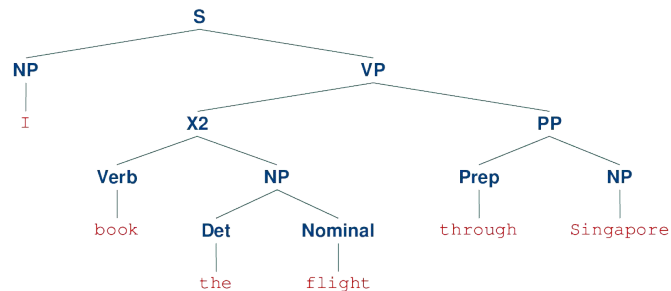 S
NP VP
I
X2 PP
Verb NP Prep NP
book Det Nominal through Singapore
the flight